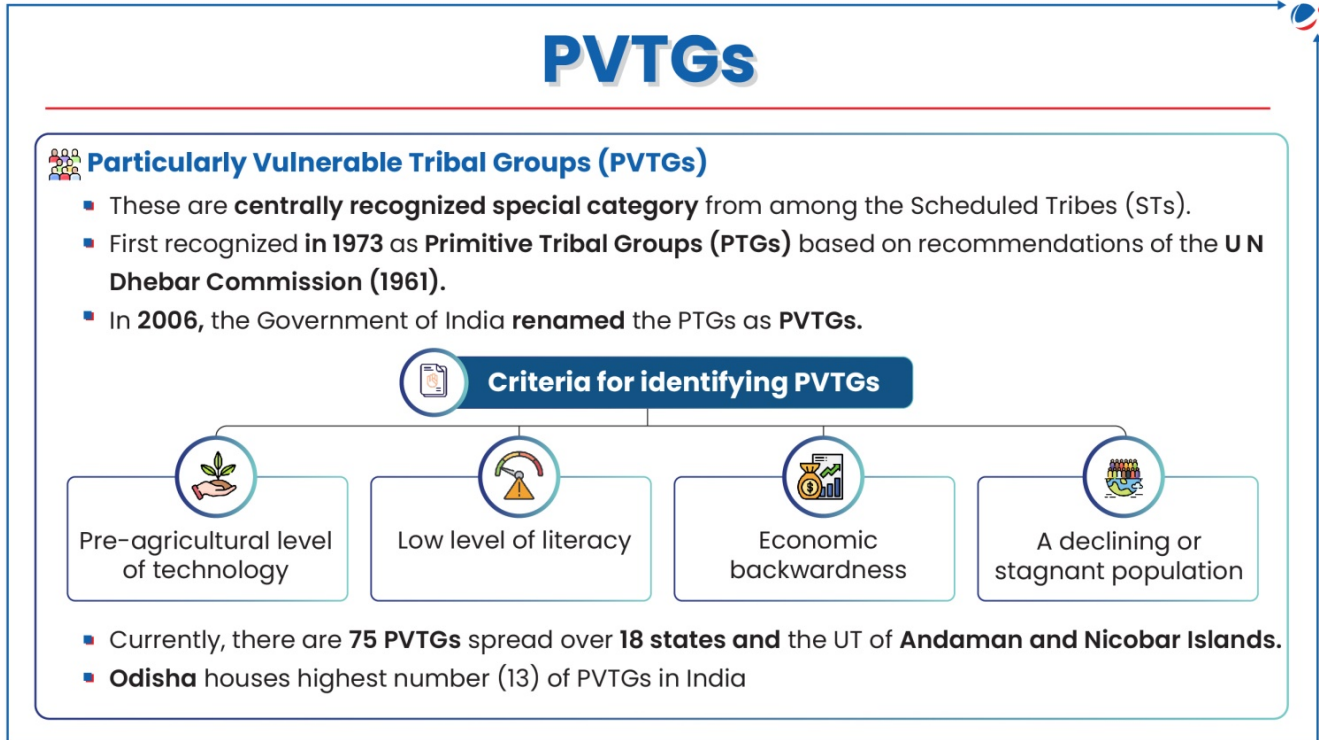 PVTGs
Particularly Vulnerable Tribal Groups (PVTGs)
These are centrally recognized special category from among the Scheduled Tribes (STs).
First recognized in 1973 as Primitive Tribal Groups (PTGs) based on recommendations of the U N
Dhebar Commission (1961).
In 2006, the Government of India renamed the PTGs as PVTGs.
Criteria for identifying PVTGs
Pre-agricultural level
of technology
Low level of literacy
Economic
backwardness
A declining or
stagnant population
Currently, there are 75 PVTGs spread over 18 states and the UT of Andaman and Nicobar Islands.
Odisha houses highest number (13) of PVTGs in India